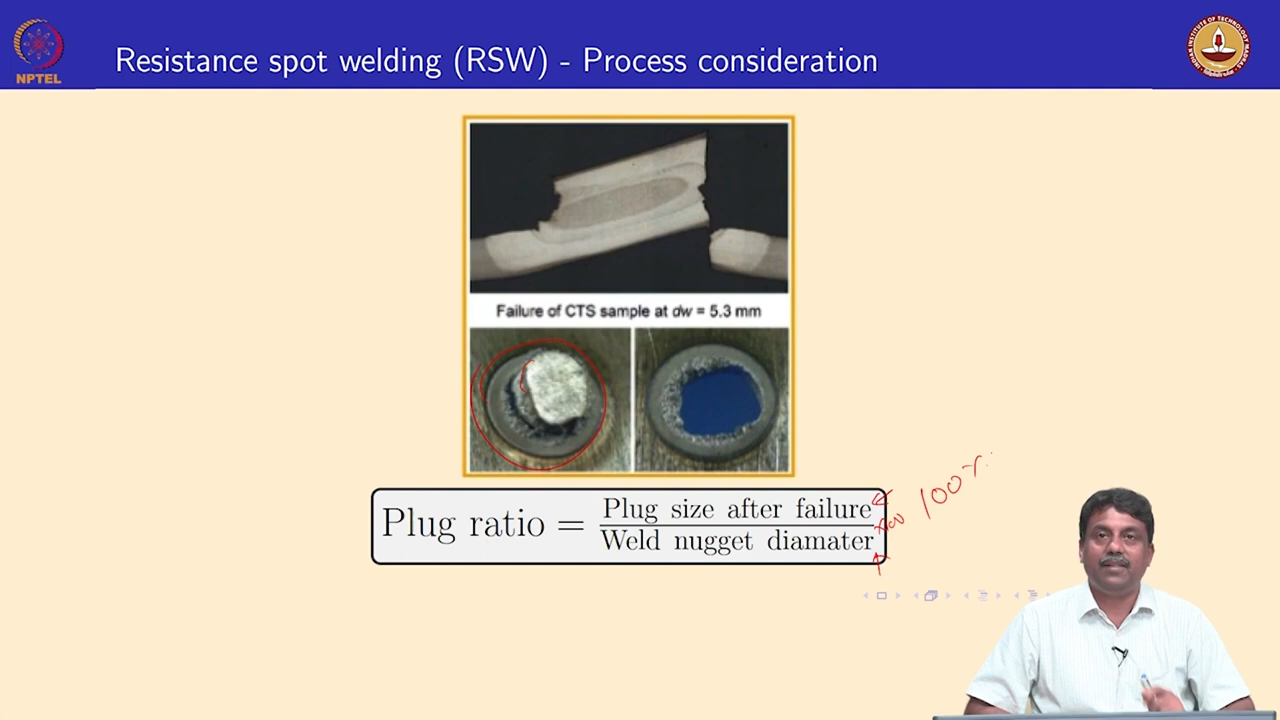 NPTEL
Resistance spot welding (RSW) - Process consideration
Failure of CTS sample at dw = 5.3 mm
Plug ratio = Plug size after failure
Weld nugget diamater
100%